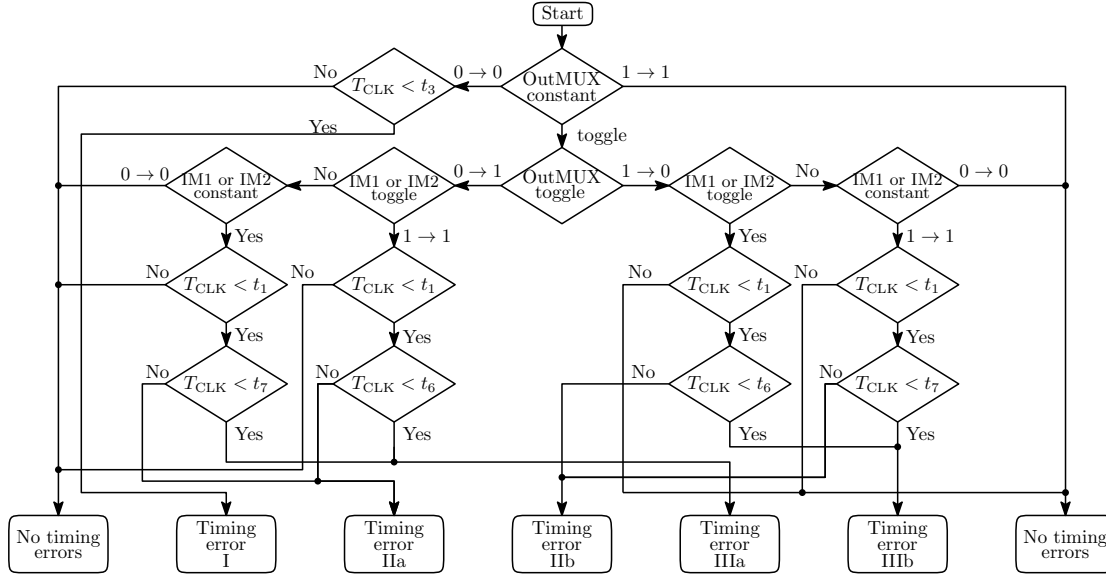 Start
No
T_CLK < t_3
0 → 0
OutMUX
constant
1 → 1
Yes
toggle
0 → 0
IM1 or IM2
constant
No
IM1 or IM2
toggle
0 → 1
OutMUX
toggle
1 → 0
IM1 or IM2
toggle
No
IM1 or IM2
constant
0 → 0
Yes
1 → 1
Yes
1 → 1
No
T_CLK < t_1
No
T_CLK < t_1
No
T_CLK < t_1
No
T_CLK < t_1
Yes
Yes
Yes
Yes
No
T_CLK < t_7
No
T_CLK < t_6
No
T_CLK < t_6
No
T_CLK < t_7
Yes
Yes
Yes
Yes
No timing
errors
Timing
error
I
Timing
error
IIa
Timing
error
IIb
Timing
error
IIIa
Timing
error
IIIb
No timing
errors